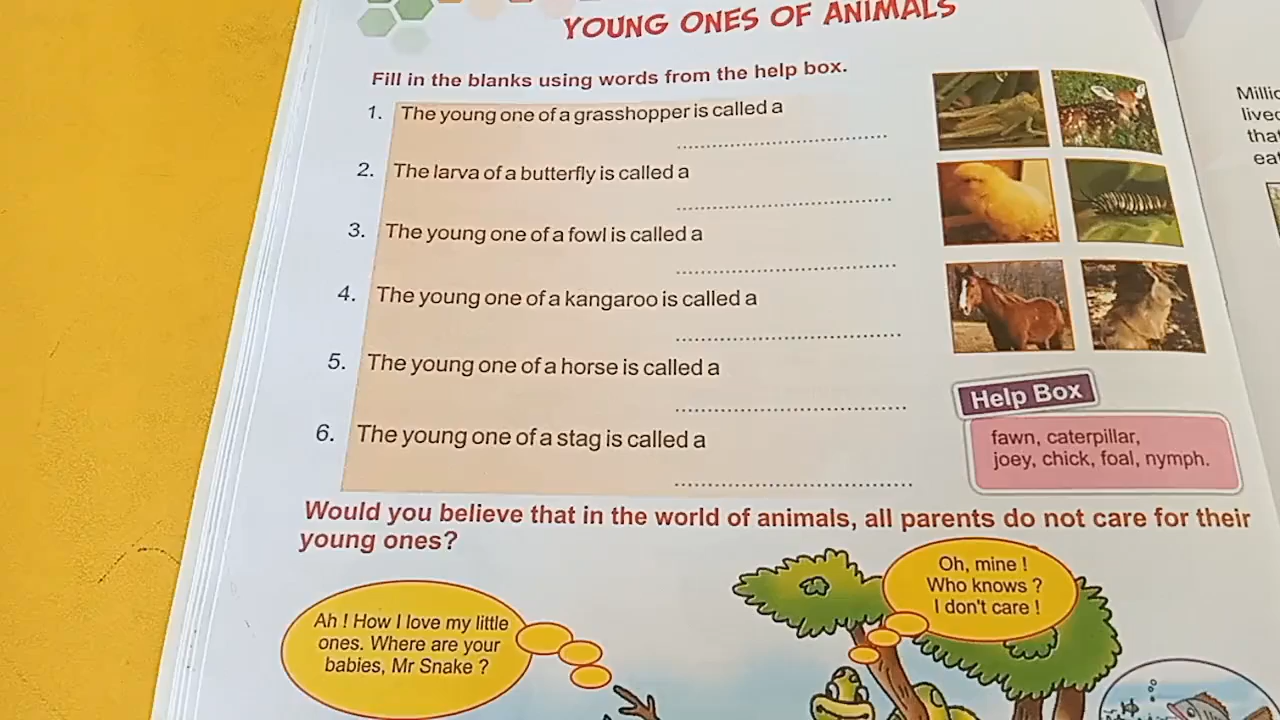 YOUNG ONES OF ANIMALS
Fill in the blanks using words from the help box.
1. The young one of a grasshopper is called a
2. The larva of a butterfly is called a
3. The young one of a fowl is called a
4. The young one of a kangaroo is called a
5. The young one of a horse is called a
6. The young one of a stag is called a
Help Box
fawn, caterpillar,
joey, chick, foal, nymph.
Would you believe that in the world of animals, all parents do not care for their
young ones?
Ah ! How I love my little
ones. Where are your
babies, Mr Snake ?
Oh, mine !
Who knows ?
I don't care !